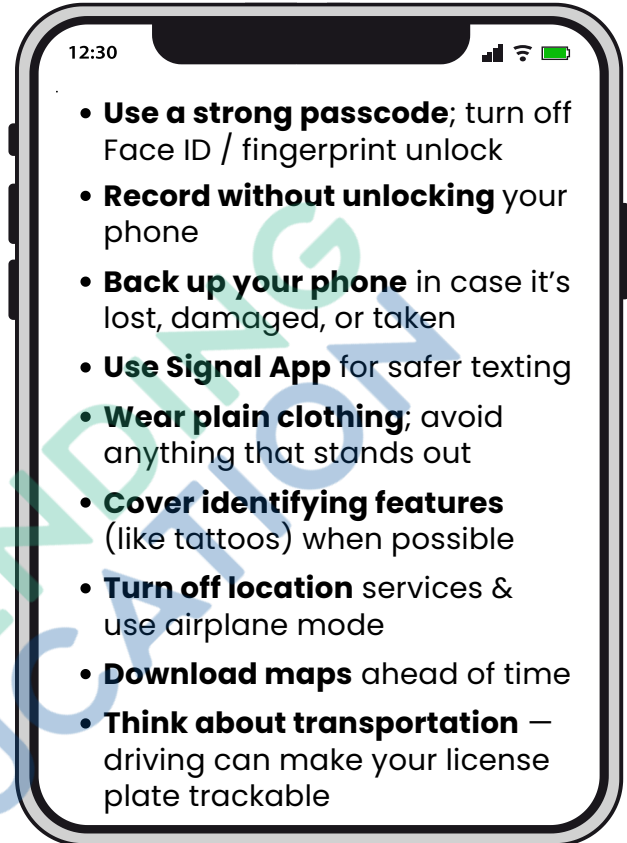 12:30
• Use a strong passcode; turn off
Face ID / fingerprint unlock
• Record without unlocking your
phone
• Back up your phone in case it’s
lost, damaged, or taken
• Use Signal App for safer texting
• Wear plain clothing; avoid
anything that stands out
• Cover identifying features
(like tattoos) when possible
• Turn off location services &
use airplane mode
• Download maps ahead of time
• Think about transportation —
driving can make your license
plate trackable